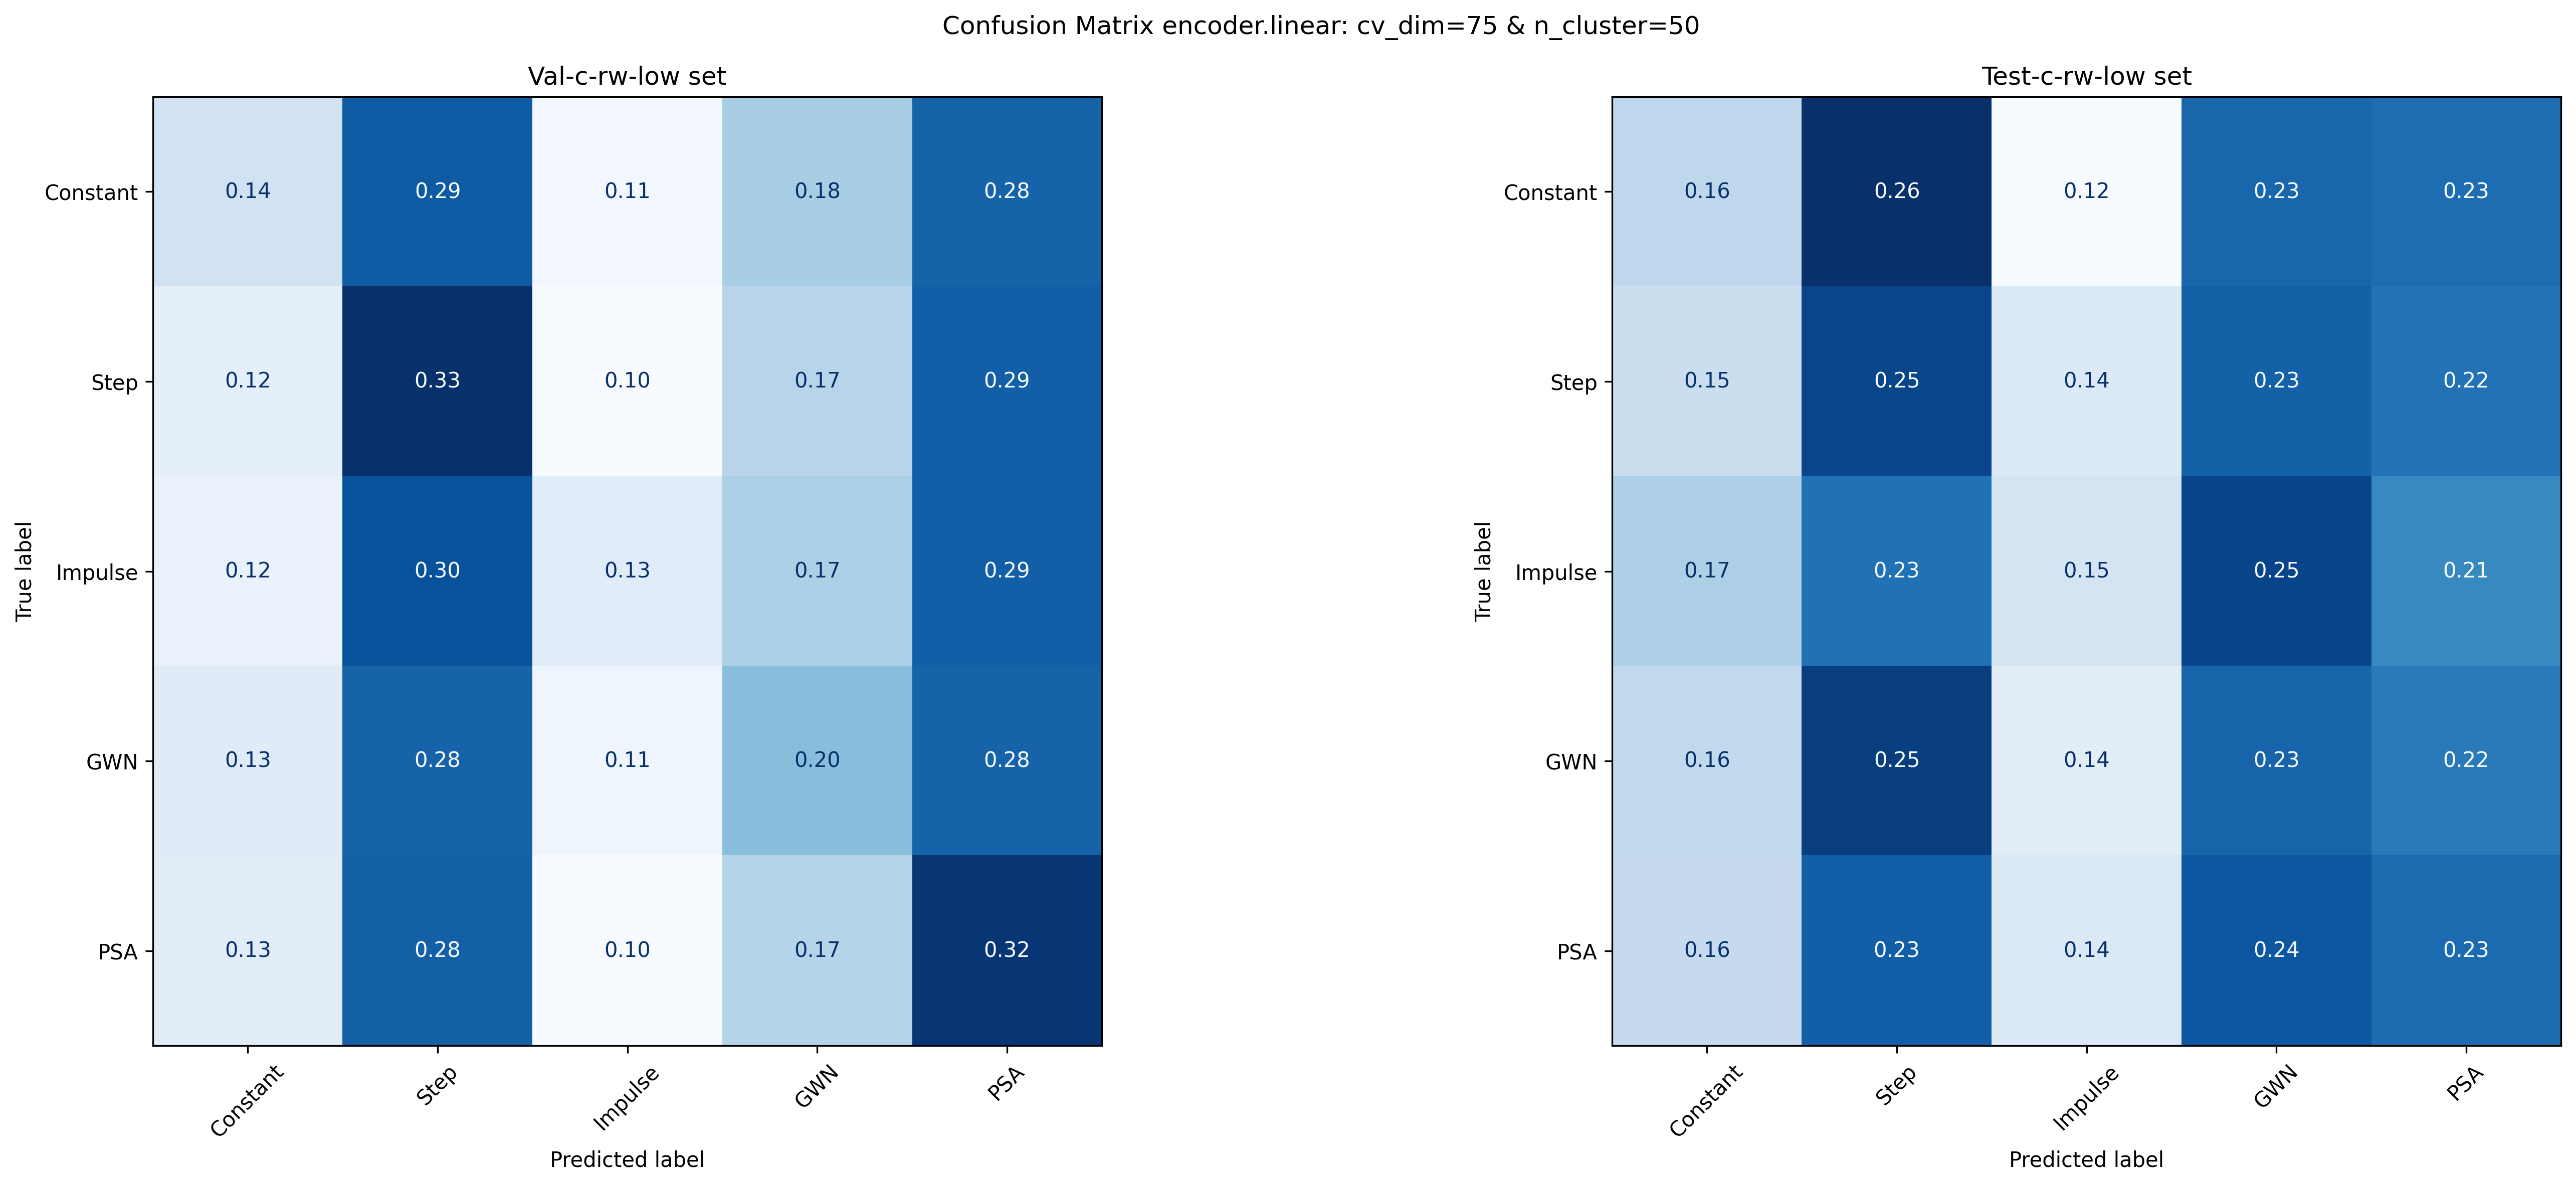 Confusion Matrix encoder.linear: cv_dim=75 & n_cluster=50
Val-c-rw-low set
True label
Constant 0.14 0.29 0.11 0.18 0.28
Step 0.12 0.33 0.10 0.17 0.29
Impulse 0.12 0.30 0.13 0.17 0.29
GWN 0.13 0.28 0.11 0.20 0.28
PSA 0.13 0.28 0.10 0.17 0.32
Constant Step Impulse GWN PSA
Predicted label
Test-c-rw-low set
True label
Constant 0.16 0.26 0.12 0.23 0.23
Step 0.15 0.25 0.14 0.23 0.22
Impulse 0.17 0.23 0.15 0.25 0.21
GWN 0.16 0.25 0.14 0.23 0.22
PSA 0.16 0.23 0.14 0.24 0.23
Constant Step Impulse GWN PSA
Predicted label